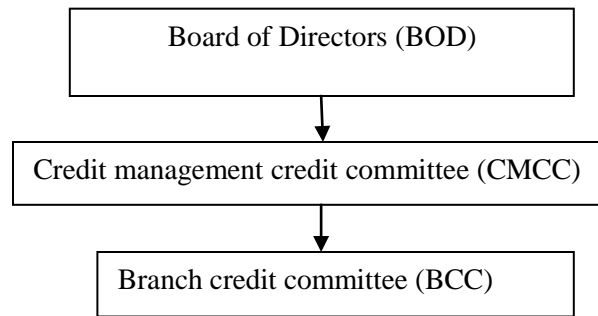 Board of Directors (BOD)
Credit management credit committee (CMCC)
Branch credit committee (BCC)